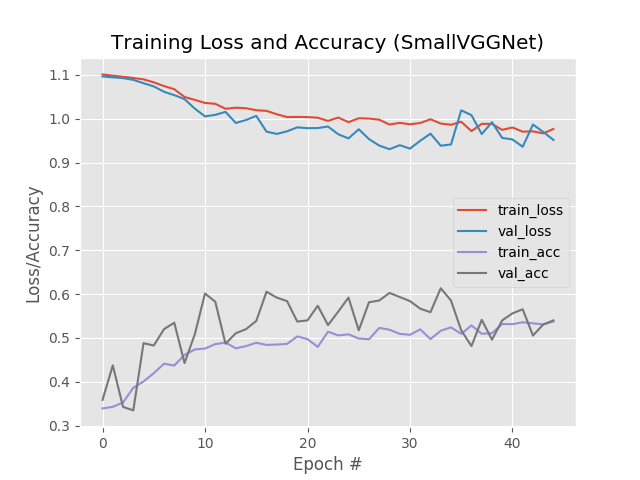 Training Loss and Accuracy (SmallVGGNet)
1.1
1.0
0.9
0.8
0.7
0.6
0.5
0.4
0.3
Loss/Accuracy
train_loss
val_loss
train_acc
val_acc
0 10 20 30 40
Epoch #